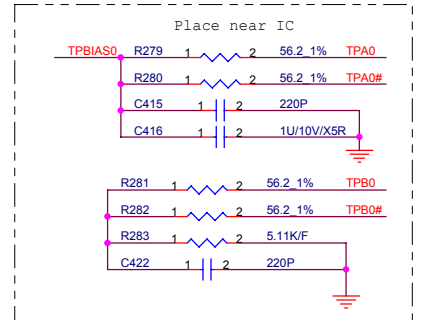 Place near IC
TPBIAS0 R279 1 2 56.2_1% TPA0
R280 1 2 56.2_1% TPA0#
C415 1 2 220P
C416 1 2 1U/10V/X5R
R281 1 2 56.2_1% TPB0
R282 1 2 56.2_1% TPB0#
R283 1 2 5.11K/F
C422 1 2 220P